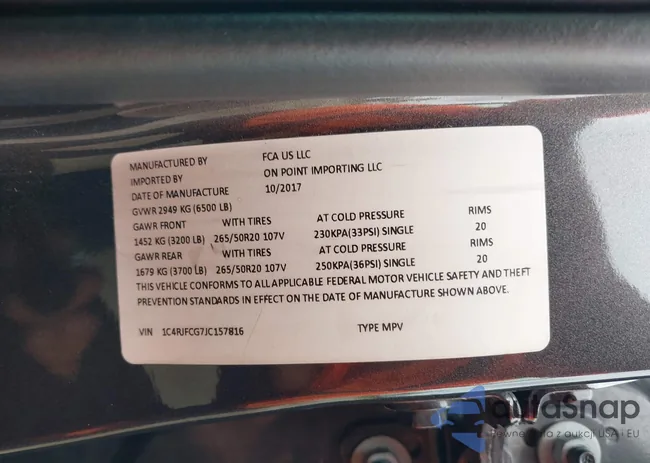 MANUFACTURED BY FCA US LLC
IMPORTED BY ON POINT IMPORTING LLC
DATE OF MANUFACTURE 10/2017
GVWR 2949 KG (6500 LB)
GAWR FRONT WITH TIRES AT COLD PRESSURE RIMS
1452 KG (3200 LB) 265/50R20 107V 230KPA(33PSI) SINGLE 20
GAWR REAR WITH TIRES AT COLD PRESSURE RIMS
1679 KG (3700 LB) 265/50R20 107V 250KPA(36PSI) SINGLE 20
THIS VEHICLE CONFORMS TO ALL APPLICABLE FEDERAL MOTOR VEHICLE SAFETY AND THEFT
PREVENTION STANDARDS IN EFFECT ON THE DATE OF MANUFACTURE SHOWN ABOVE.
VIN 1C4RJFCG7JC157816 TYPE MPV
autoSnap
z aukcji USA i EU